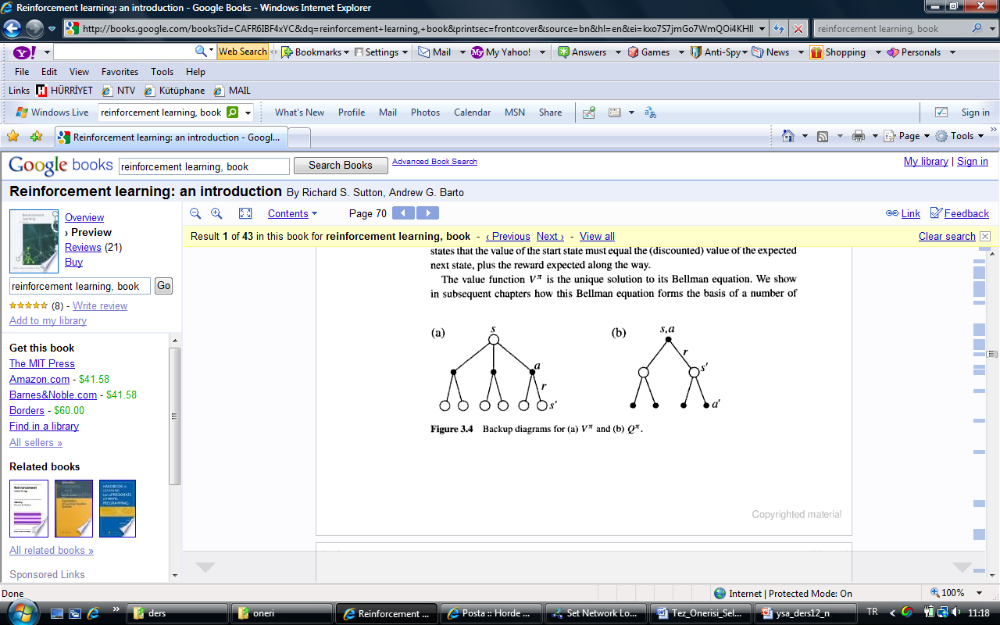 Reinforcement learning: an introduction - Google Books - Windows Internet Explorer
http://books.google.com/books?id=CAFR6IBF4xYC&dq=reinforcement+learning,+book&printsec=frontcover&source=bn&hl=en&ei=kxo7S7jmGo7WmQOi4KHII
reinforcement learning, book
Y! Web Search Bookmarks Settings Mail My Yahoo! Answers Games Anti-Spy News Shopping Personals
File Edit View Favorites Tools Help
Links HÜRRİYET NTV Kütüphane MAIL
Windows Live reinforcement learning, book What's New Profile Mail Photos Calendar MSN Share Sign in
Reinforcement learning: an introduction - Googl... Page Tools
Google books reinforcement learning, book Search Books Advanced Book Search My library | Sign in
Reinforcement learning: an introduction By Richard S. Sutton, Andrew G. Barto
Contents Page 70 Link Feedback
Result 1 of 43 in this book for reinforcement learning, book - ‹ Previous Next › - View all Clear search
Overview
› Preview
Reviews (21)
Buy
reinforcement learning, book Go
(8) - Write review
Add to my library
Get this book
The MIT Press
Amazon.com - $41.58
Barnes&Noble.com - $41.58
Borders - $60.00
Find in a library
All sellers »
Related books
All related books »
Sponsored Links
states that the value of the start state must equal the (discounted) value of the expected
next state, plus the reward expected along the way.
The value function V^π is the unique solution to its Bellman equation. We show
in subsequent chapters how this Bellman equation forms the basis of a number of
(a) s
a
r
s'
(b) s,a
r
s'
a'
Figure 3.4 Backup diagrams for (a) V^π and (b) Q^π.
Copyrighted material
Done Internet | Protected Mode: On 100%
ders oneri Reinforcement ... Posta :: Horde ... Set Network Lo... Tez_Onerisi_Sel... ysa_ders12_n TR 11:18